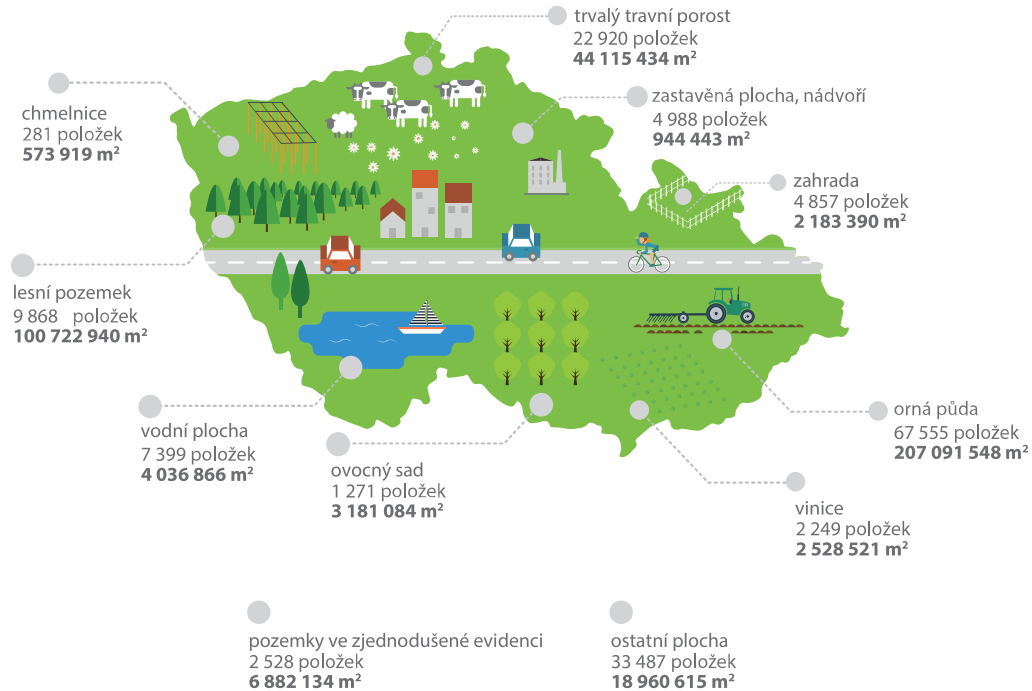 trvalý travní porost
22 920 položek
44 115 434 m²
chmelnice
281 položek
573 919 m²
zastavěná plocha, nádvoří
4 988 položek
944 443 m²
zahrada
4 857 položek
2 183 390 m²
lesní pozemek
9 868 položek
100 722 940 m²
orná půda
67 555 položek
207 091 548 m²
vodní plocha
7 399 položek
4 036 866 m²
ovocný sad
1 271 položek
3 181 084 m²
vinice
2 249 položek
2 528 521 m²
pozemky ve zjednodušené evidenci
2 528 položek
6 882 134 m²
ostatní plocha
33 487 položek
18 960 615 m²